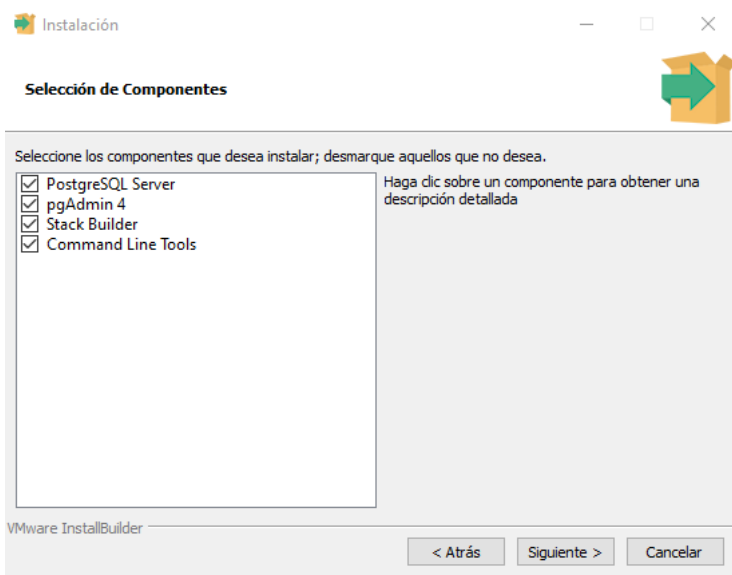 Instalación
Selección de Componentes
Seleccione los componentes que desea instalar; desmarque aquellos que no desea.
PostgreSQL Server
pgAdmin 4
Stack Builder
Command Line Tools
Haga clic sobre un componente para obtener una
descripción detallada
VMware InstallBuilder
< Atrás
Siguiente >
Cancelar